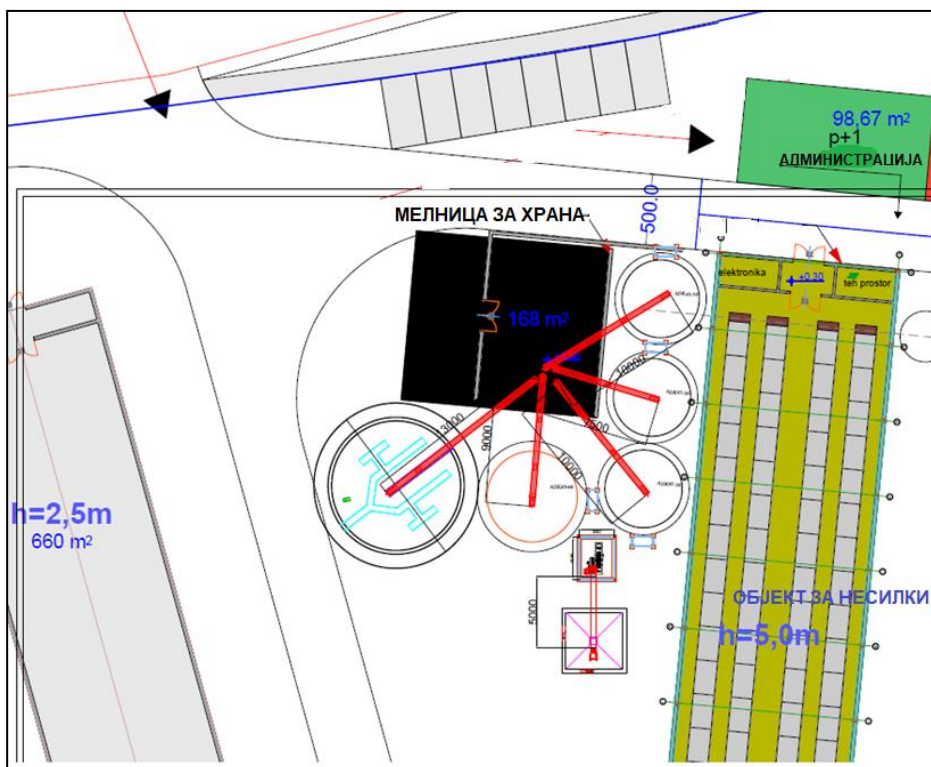 98,67 m²
p+1
АДМИНИСТРАЦИЈА
МЕЛНИЦА ЗА ХРАНА
500.0
elektronika
+0.30
teh prostor
168 m²
10000
3000
9000
7500
10000
h=2,5m
660 m²
5000
ОБЈЕКТ ЗА НЕСИЛКИ
h=5,0m